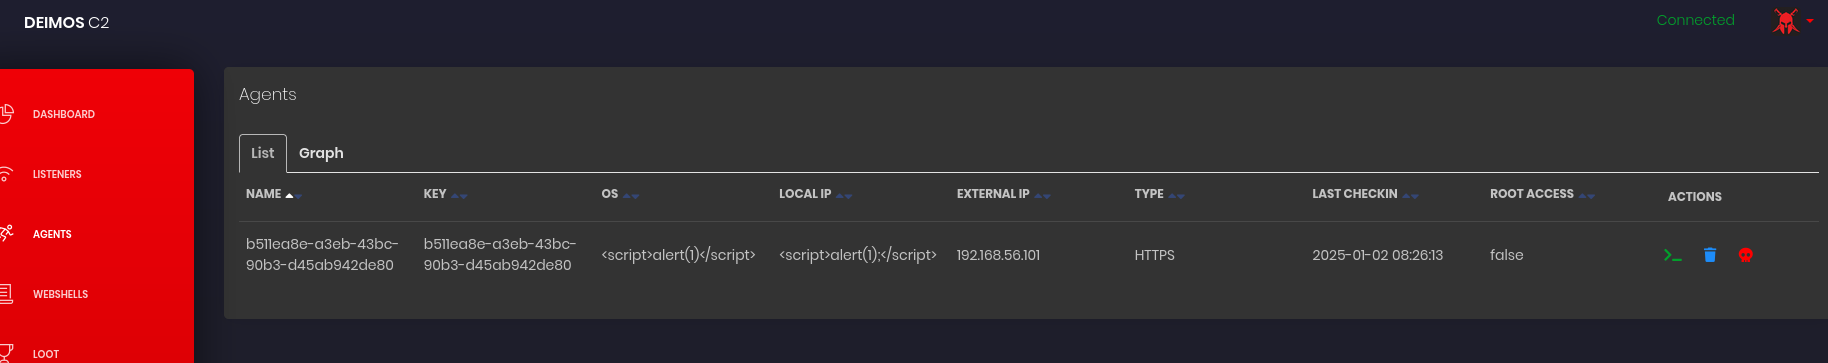 DEIMOS C2
Connected
DASHBOARD
LISTENERS
AGENTS
WEBSHELLS
LOOT
Agents
List Graph
NAME KEY OS LOCAL IP EXTERNAL IP TYPE LAST CHECKIN ROOT ACCESS ACTIONS
b511ea8e-a3eb-43bc- b511ea8e-a3eb-43bc-
90b3-d45ab942de80 90b3-d45ab942de80 <script>alert(1)</script> <script>alert(1);</script> 192.168.56.101 HTTPS 2025-01-02 08:26:13 false